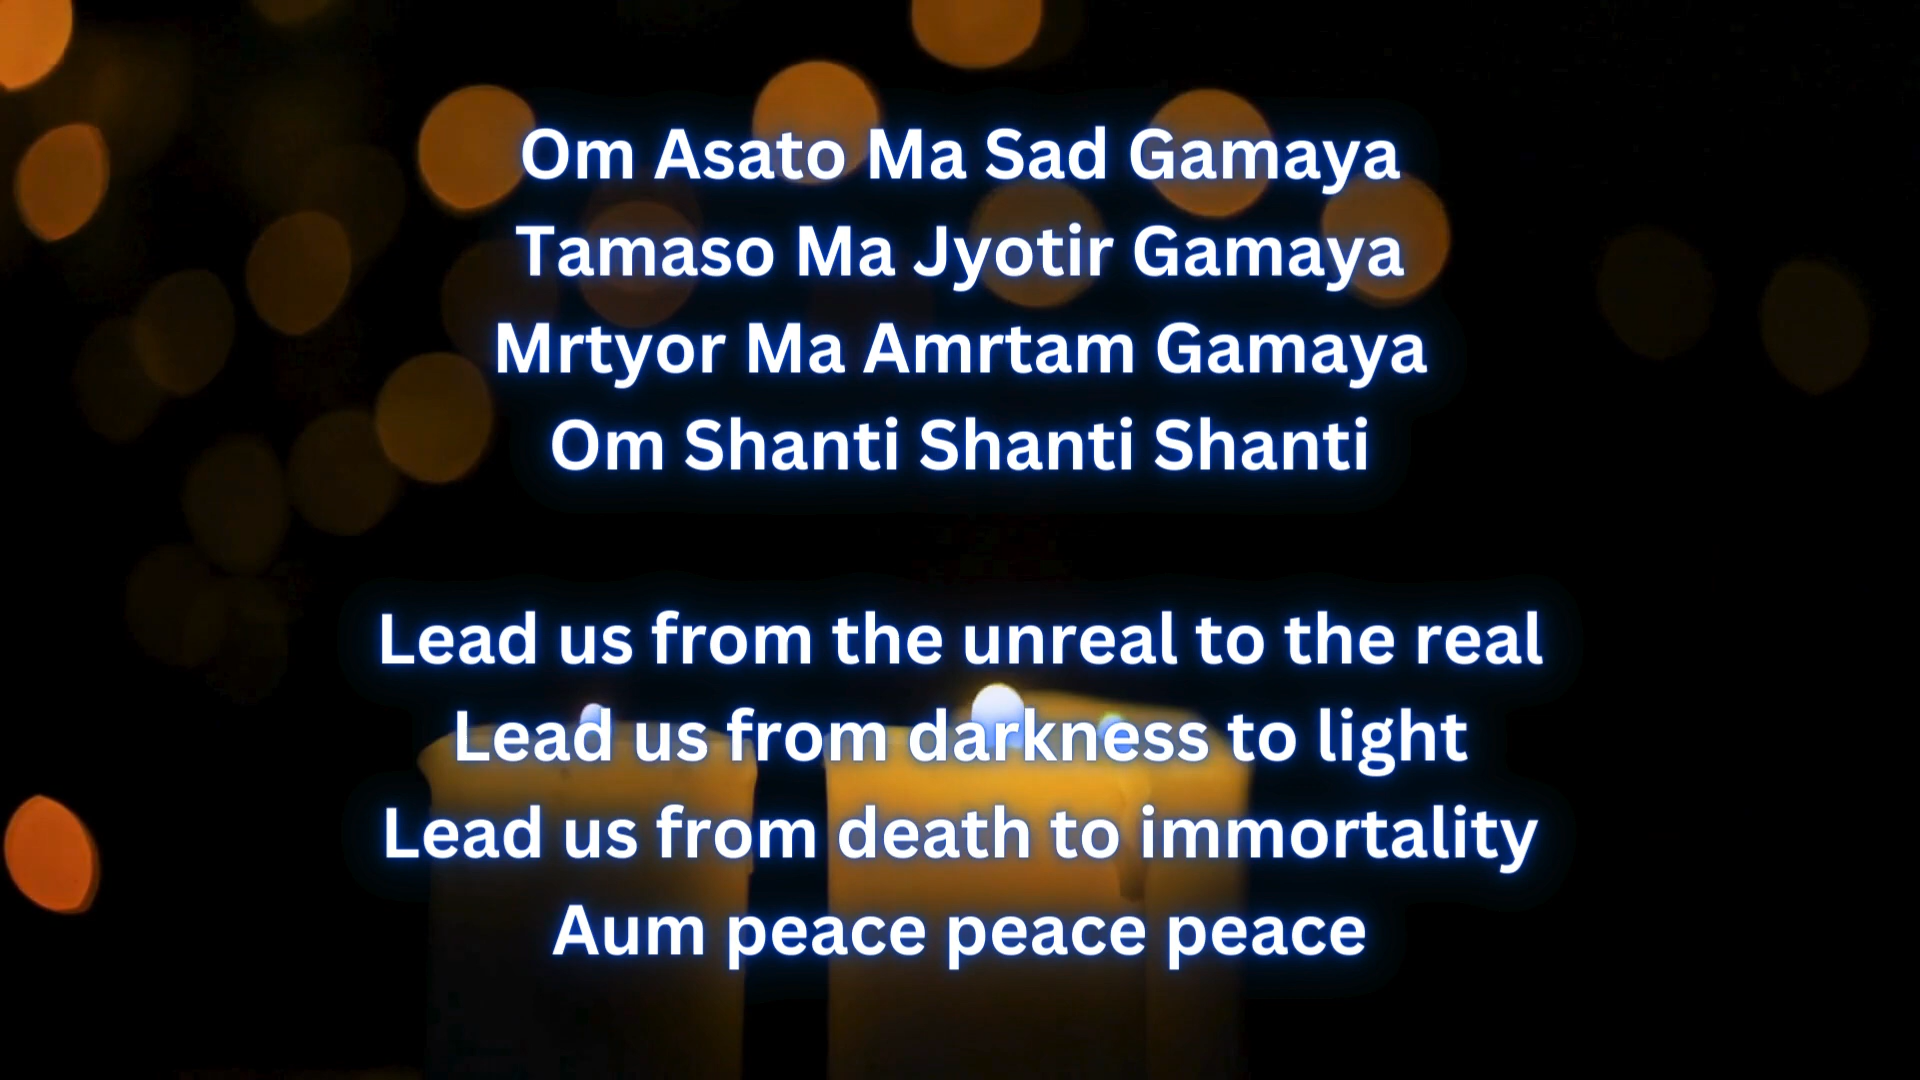 Om Asato Ma Sad Gamaya
Tamaso Ma Jyotir Gamaya
Mrtyor Ma Amrtam Gamaya
Om Shanti Shanti Shanti
Lead us from the unreal to the real
Lead us from darkness to light
Lead us from death to immortality
Aum peace peace peace